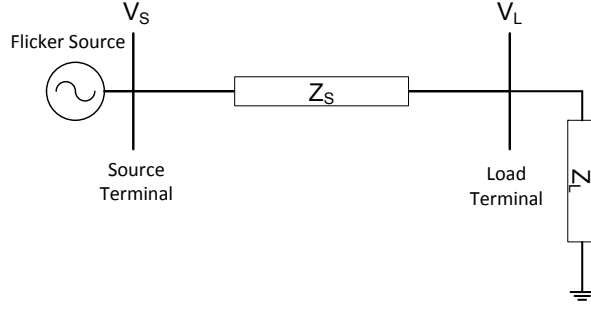 V_S
V_L
Flicker Source
Z_S
Source
Terminal
Load
Terminal
Z_L